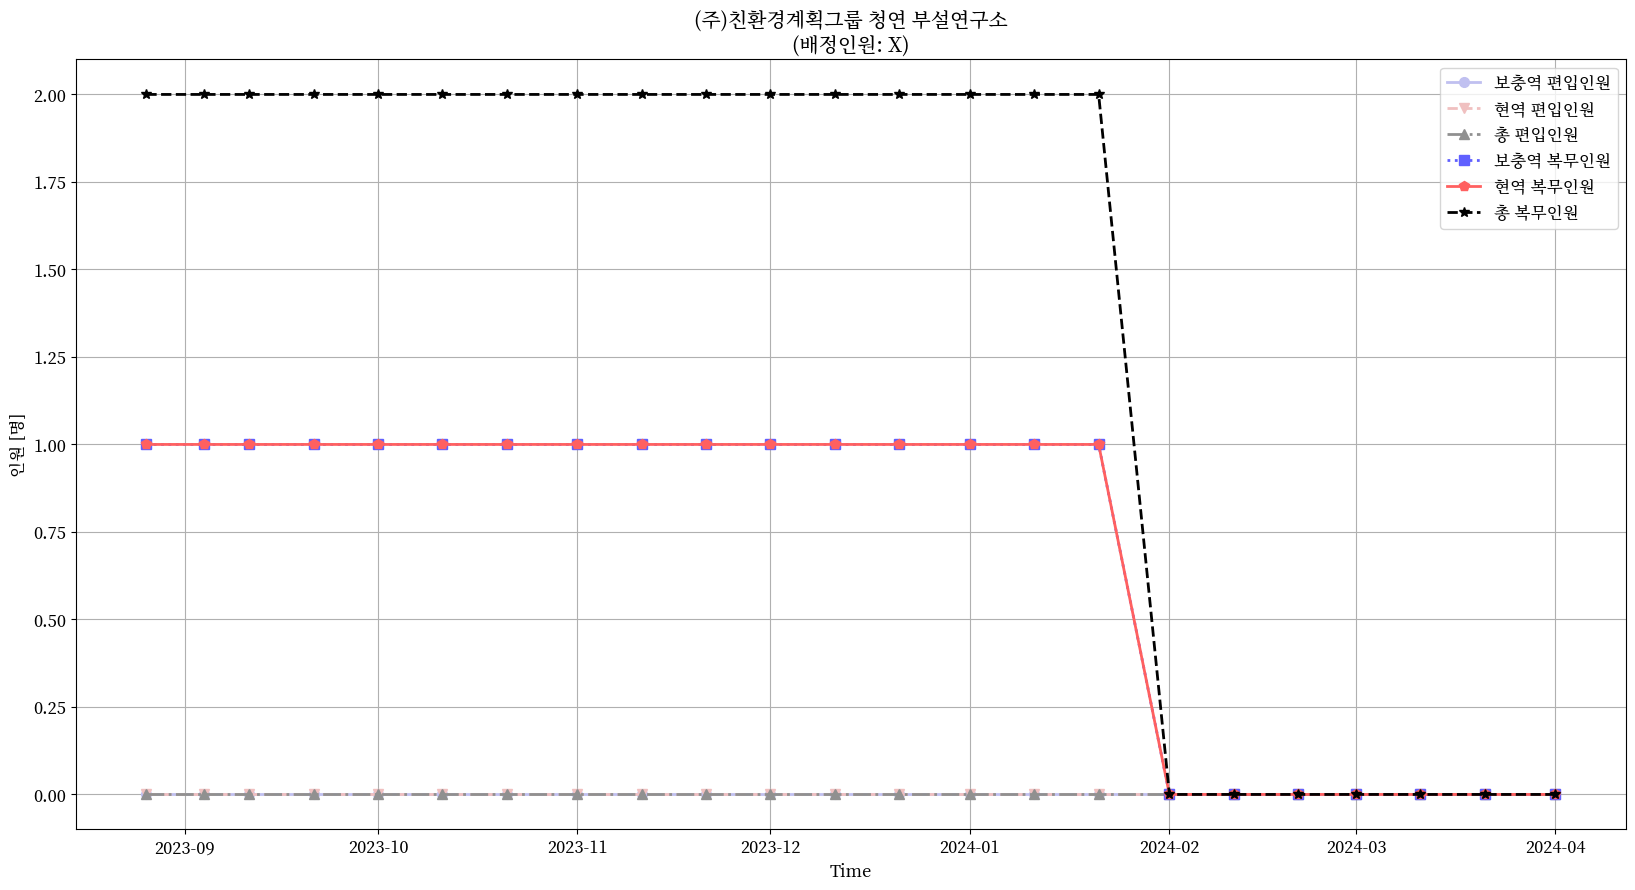 (주)친환경계획그룹 청연 부설연구소
(배정인원: X)
보충역 편입인원
현역 편입인원
총 편입인원
보충역 복무인원
현역 복무인원
총 복무인원
2.00
1.75
1.50
1.25
1.00
0.75
0.50
0.25
0.00
인원 [명]
2023-09
2023-10
2023-11
2023-12
2024-01
2024-02
2024-03
2024-04
Time